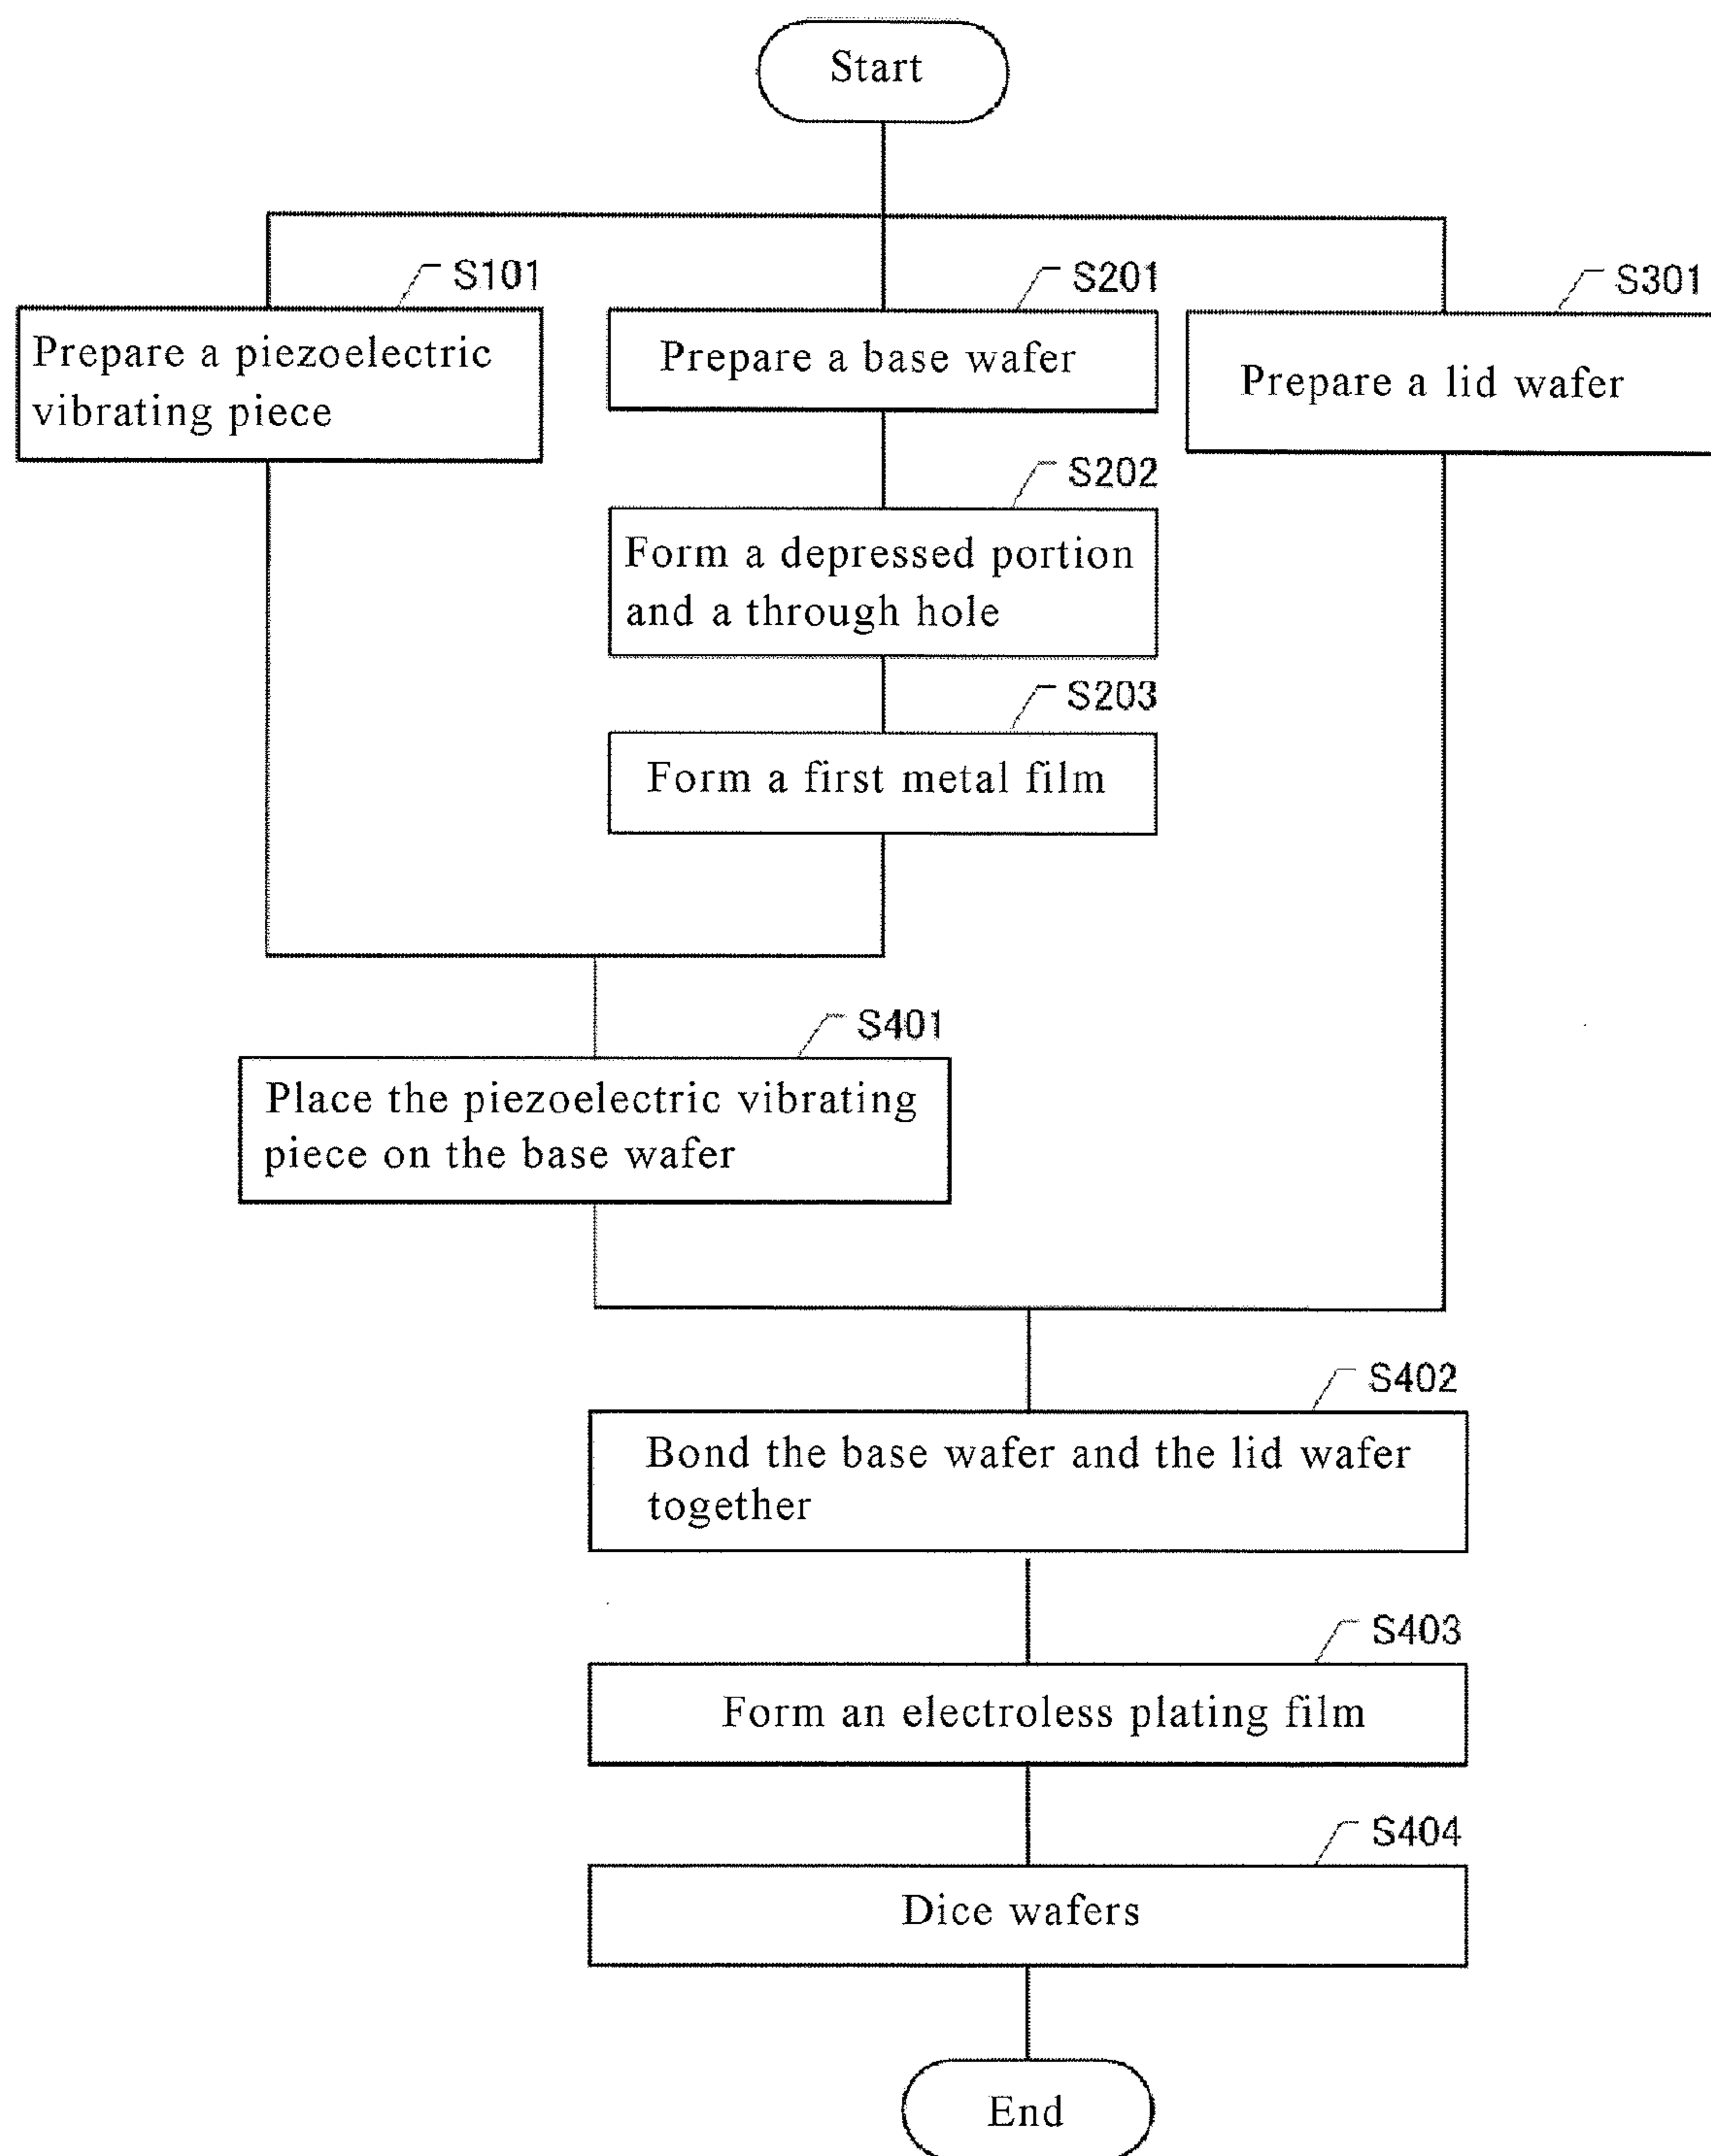 Start
S101
Prepare a piezoelectric
vibrating piece
S201
Prepare a base wafer
S301
Prepare a lid wafer
S202
Form a depressed portion
and a through hole
S203
Form a first metal film
S401
Place the piezoelectric vibrating
piece on the base wafer
S402
Bond the base wafer and the lid wafer
together
S403
Form an electroless plating film
S404
Dice wafers
End